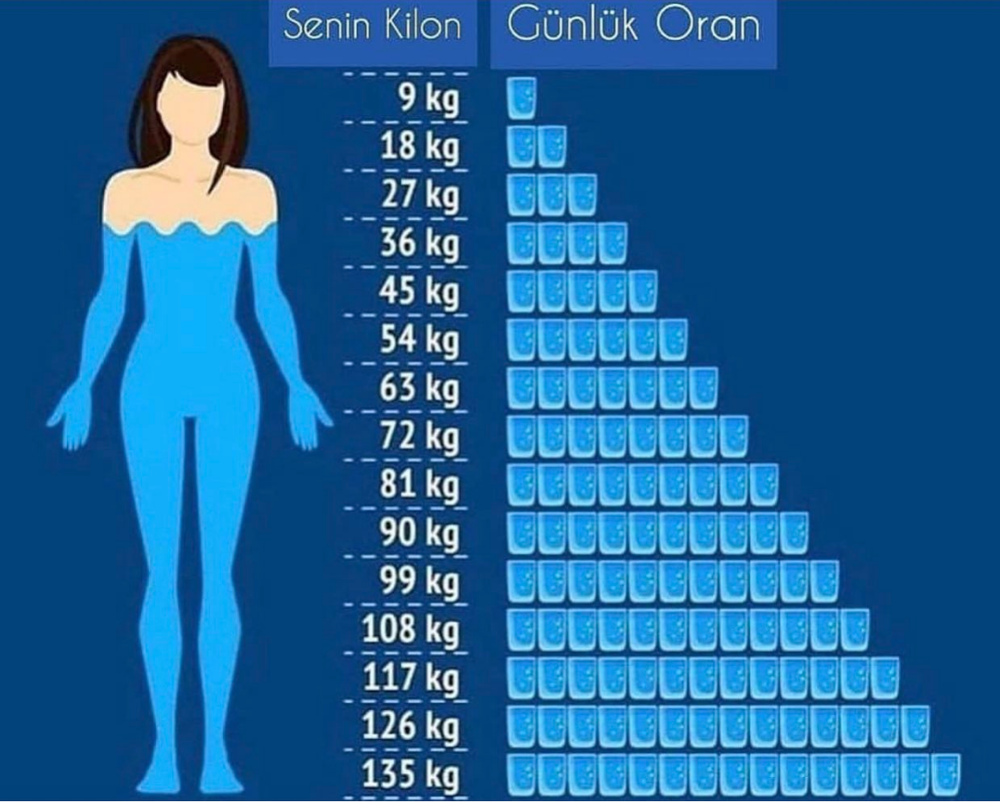 Senin Kilon
Günlük Oran
9 kg
18 kg
27 kg
36 kg
45 kg
54 kg
63 kg
72 kg
81 kg
90 kg
99 kg
108 kg
117 kg
126 kg
135 kg